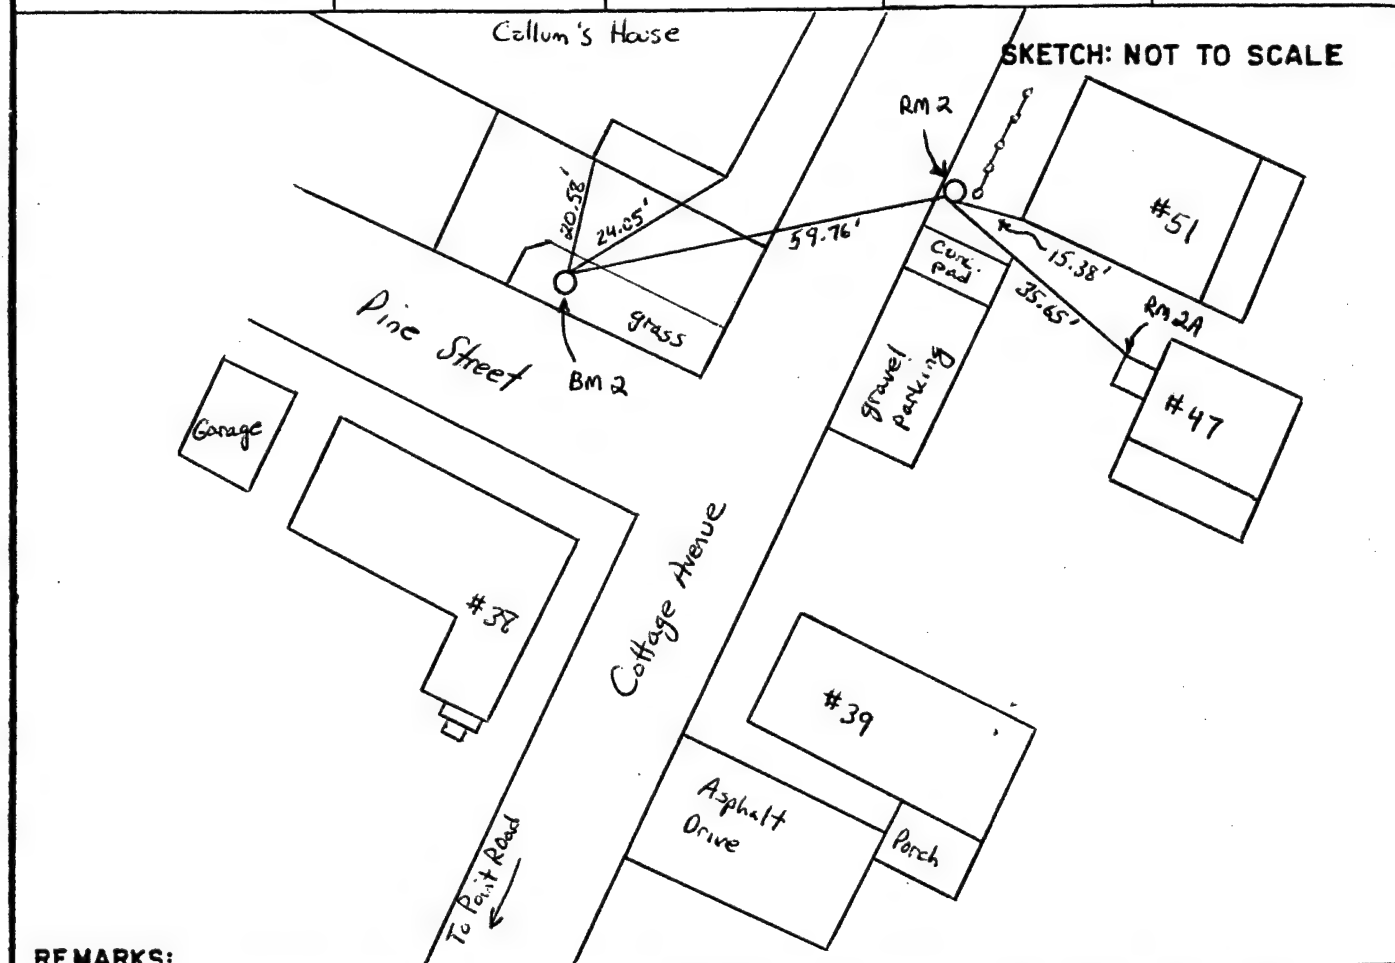 Callum's House
SKETCH: NOT TO SCALE
RM 2
20.58'
24.05'
59.76'
#51
Conc.
pad
15.38'
35.65'
RM 2A
Pine Street
grass
BM 2
gravel
parking
#47
Garage
#38
Cottage Avenue
#39
Asphalt
Drive
Porch
To Point Road
REMARKS: